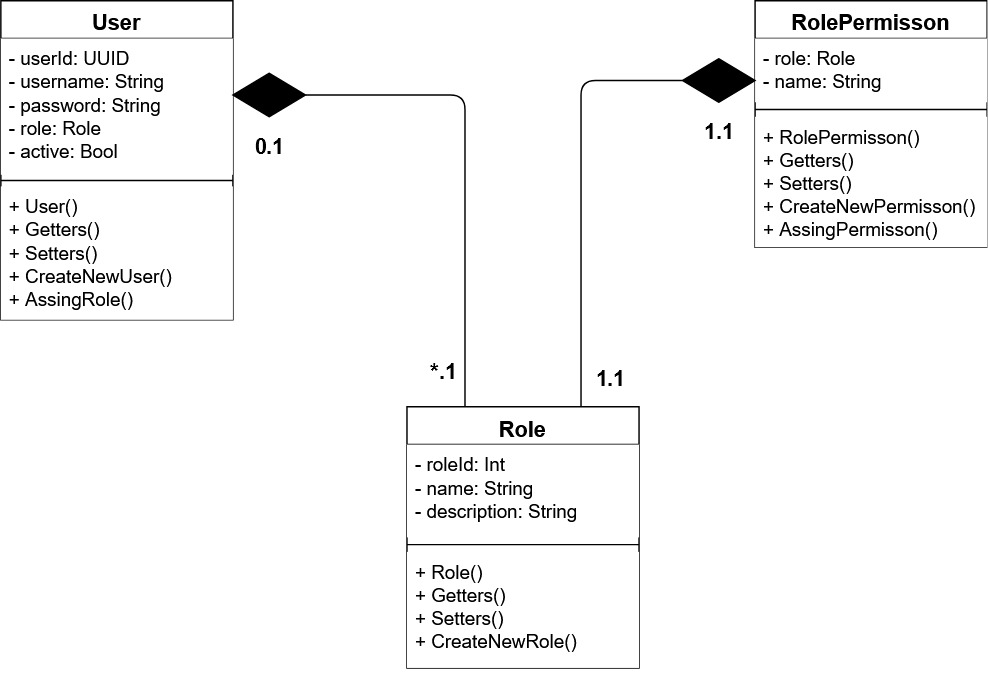 User
- userId: UUID
- username: String
- password: String
- role: Role
- active: Bool
+ User()
+ Getters()
+ Setters()
+ CreateNewUser()
+ AssingRole()
0.1
RolePermisson
- role: Role
- name: String
+ RolePermisson()
+ Getters()
+ Setters()
+ CreateNewPermisson()
+ AssingPermisson()
1.1
*.1
1.1
Role
- roleId: Int
- name: String
- description: String
+ Role()
+ Getters()
+ Setters()
+ CreateNewRole()